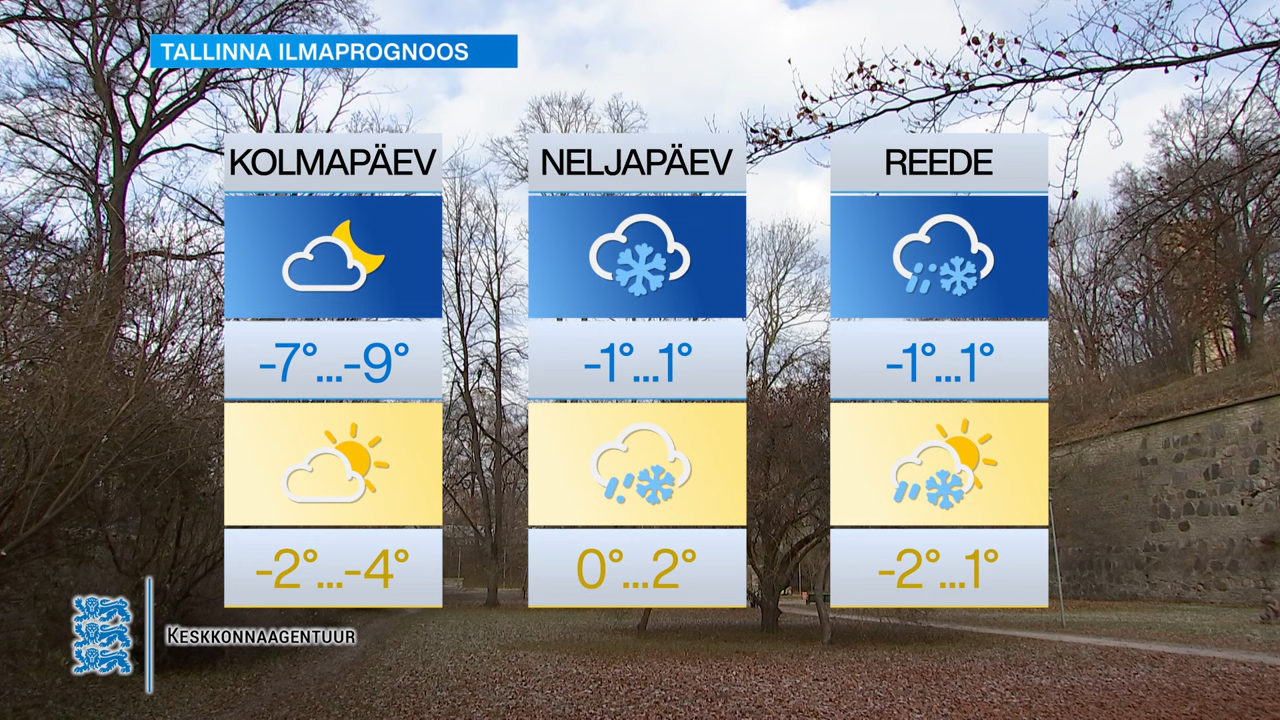 TALLINNA ILMAPROGNOOS
KOLMAPÄEV
-7°...-9°
-2°...-4°
NELJAPÄEV
-1°...1°
0°...2°
REEDE
-1°...1°
-2°...1°
KESKKONNAAGENTUUR